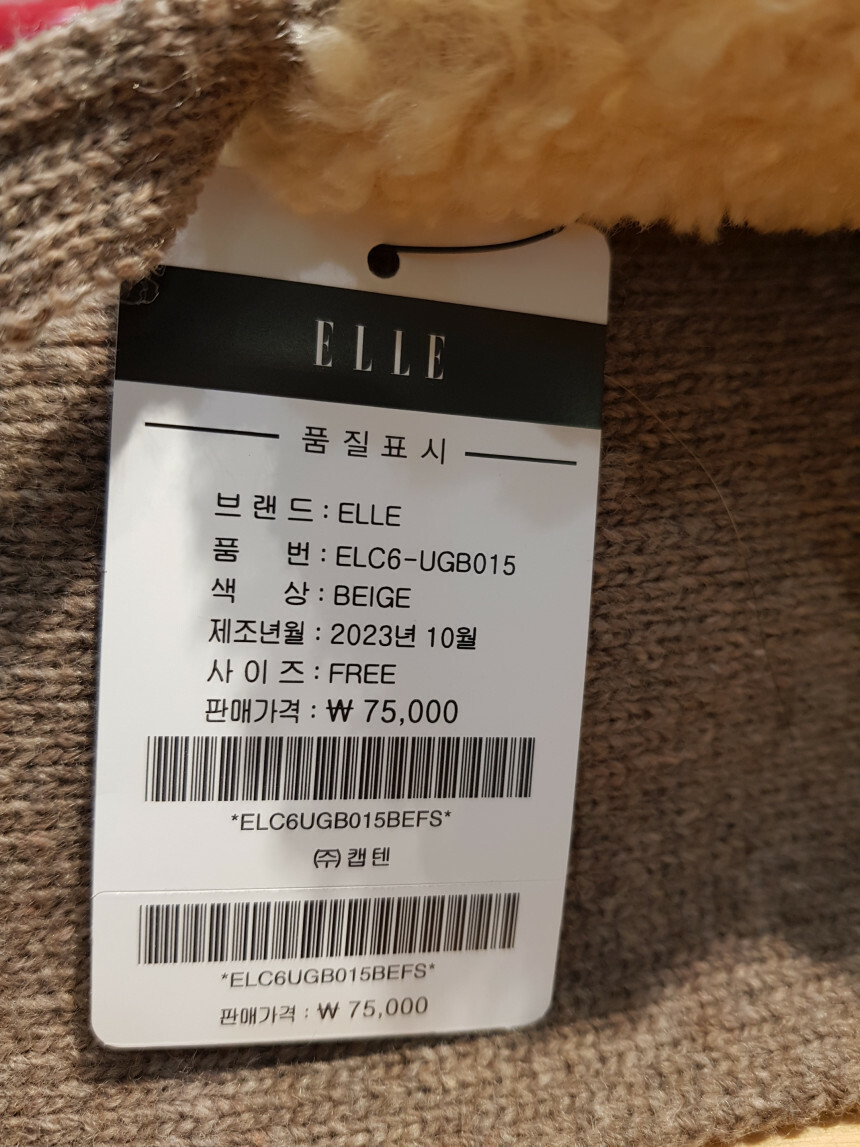 ELLE
품질표시
브랜드 : ELLE
품 번 : ELC6-UGB015
색 상 : BEIGE
제조년월 : 2023년 10월
사이즈 : FREE
판매가격 : ₩ 75,000
*ELC6UGB015BEFS*
㈜캡텐
*ELC6UGB015BEFS*
판매가격 : ₩ 75,000